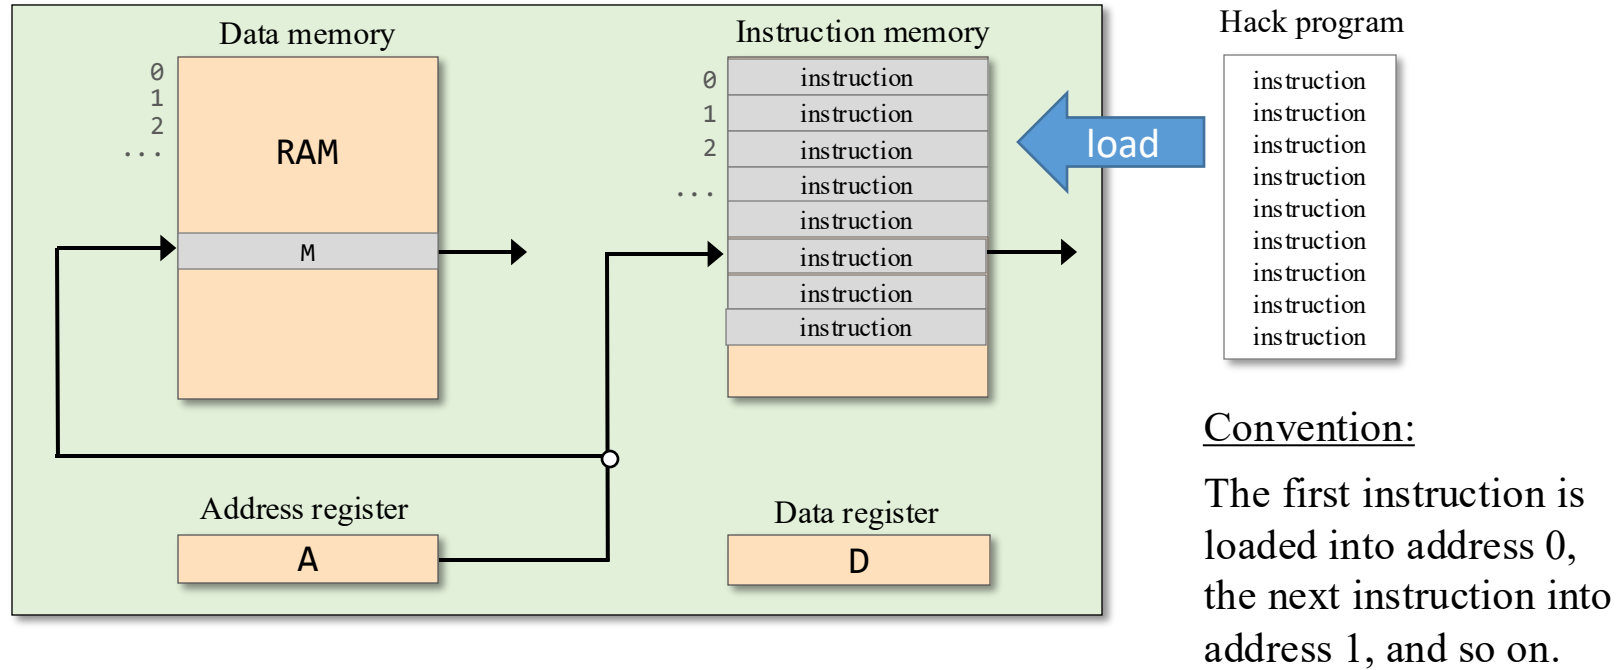 Data memory
0
1
2
...
RAM
M
Instruction memory
0
1
2
...
instruction
instruction
instruction
instruction
instruction
instruction
instruction
instruction
load
Hack program
instruction
instruction
instruction
instruction
instruction
instruction
instruction
instruction
instruction
Address register
A
Data register
D
Convention:
The first instruction is
loaded into address 0,
the next instruction into
address 1, and so on.